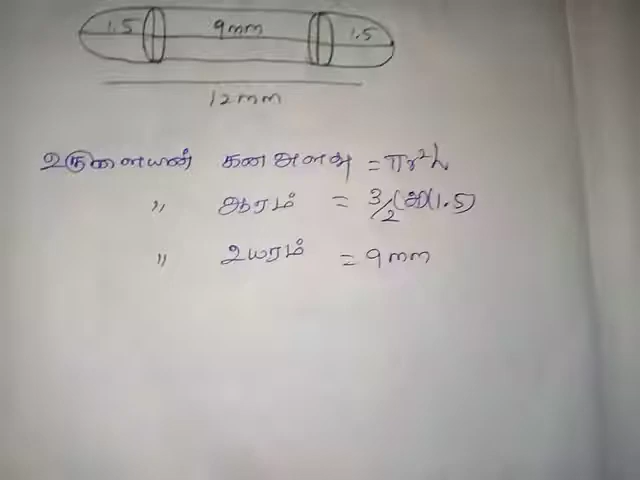 1.5 9mm 1.5
12mm
உருளையின் கன அளவு = πr²h
" ஆரம் = 3/2 (அ) (1.5)
" உயரம் = 9mm